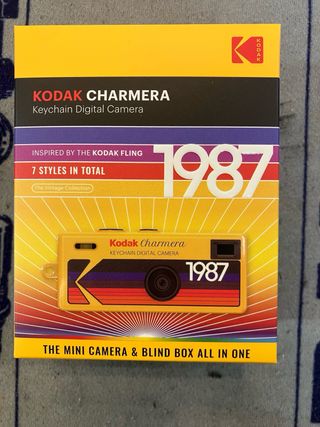 KODAK
KODAK CHARMERA
Keychain Digital Camera
INSPIRED BY THE KODAK FLING
1987
7 STYLES IN TOTAL
The Vintage Collection
Kodak Charmera
KEYCHAIN DIGITAL CAMERA
1987
THE MINI CAMERA & BLIND BOX ALL IN ONE